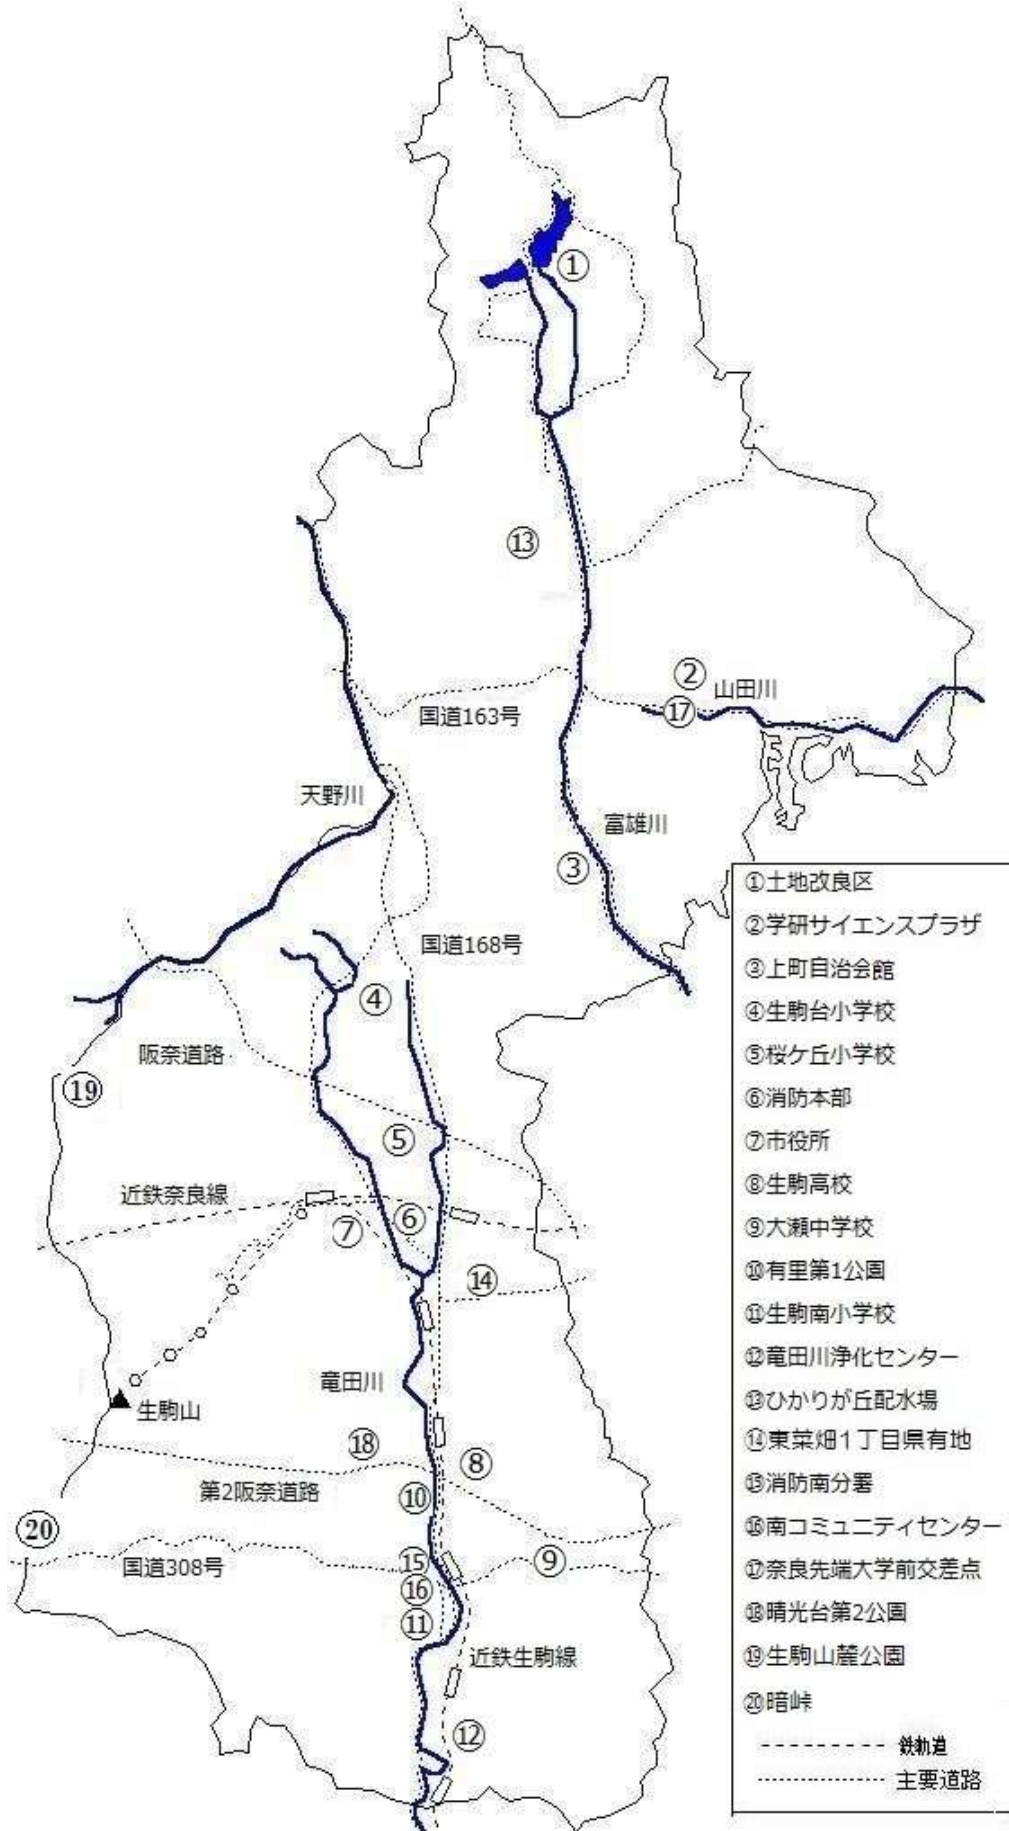 ①
⑬
②
山田川
⑰
国道163号
天野川
富雄川
③
国道168号
④
阪奈道路
⑲
⑤
近鉄奈良線
⑥
⑦
⑭
竜田川
生駒山
⑱
⑧
第2阪奈道路
⑩
⑳
国道308号
⑮
⑨
⑯
⑪
近鉄生駒線
⑫
①土地改良区
②学研サイエンスプラザ
③上町自治会館
④生駒台小学校
⑤桜ケ丘小学校
⑥消防本部
⑦市役所
⑧生駒高校
⑨大瀬中学校
⑩有里第1公園
⑪生駒南小学校
⑫竜田川浄化センター
⑬ひかりが丘配水場
⑭東菜畑1丁目県有地
⑮消防南分署
⑯南コミュニティセンター
⑰奈良先端大学前交差点
⑱晴光台第2公園
⑲生駒山麓公園
⑳暗峠
鉄軌道
主要道路